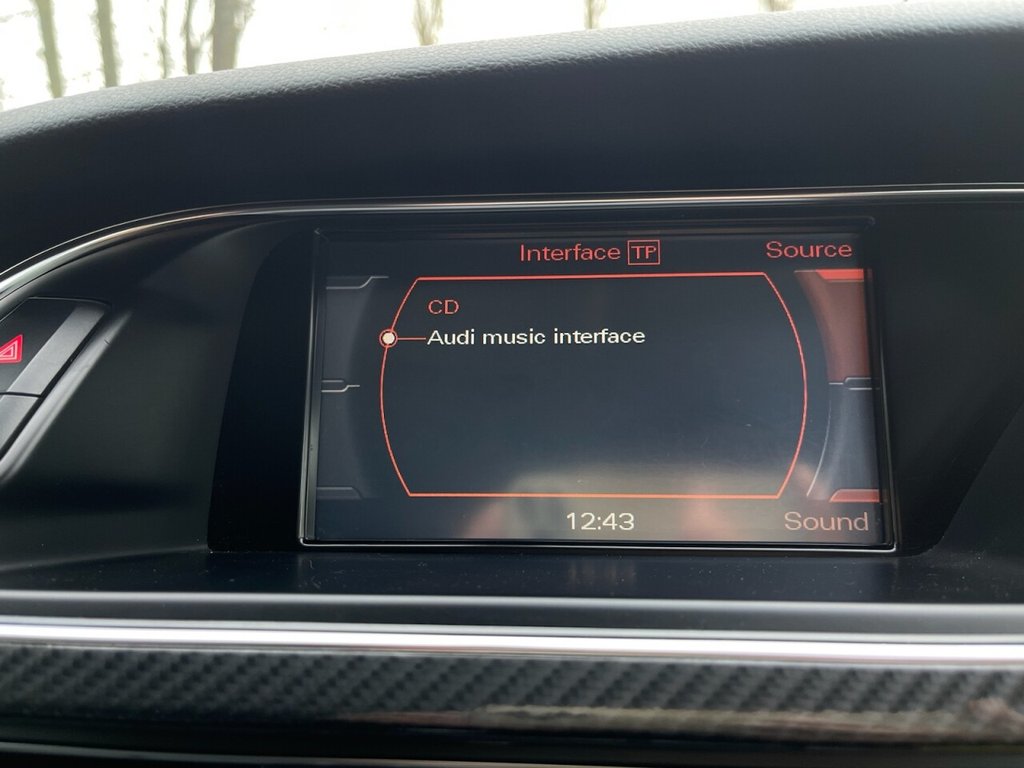 Interface TP Source
CD
Audi music interface
12:43 Sound